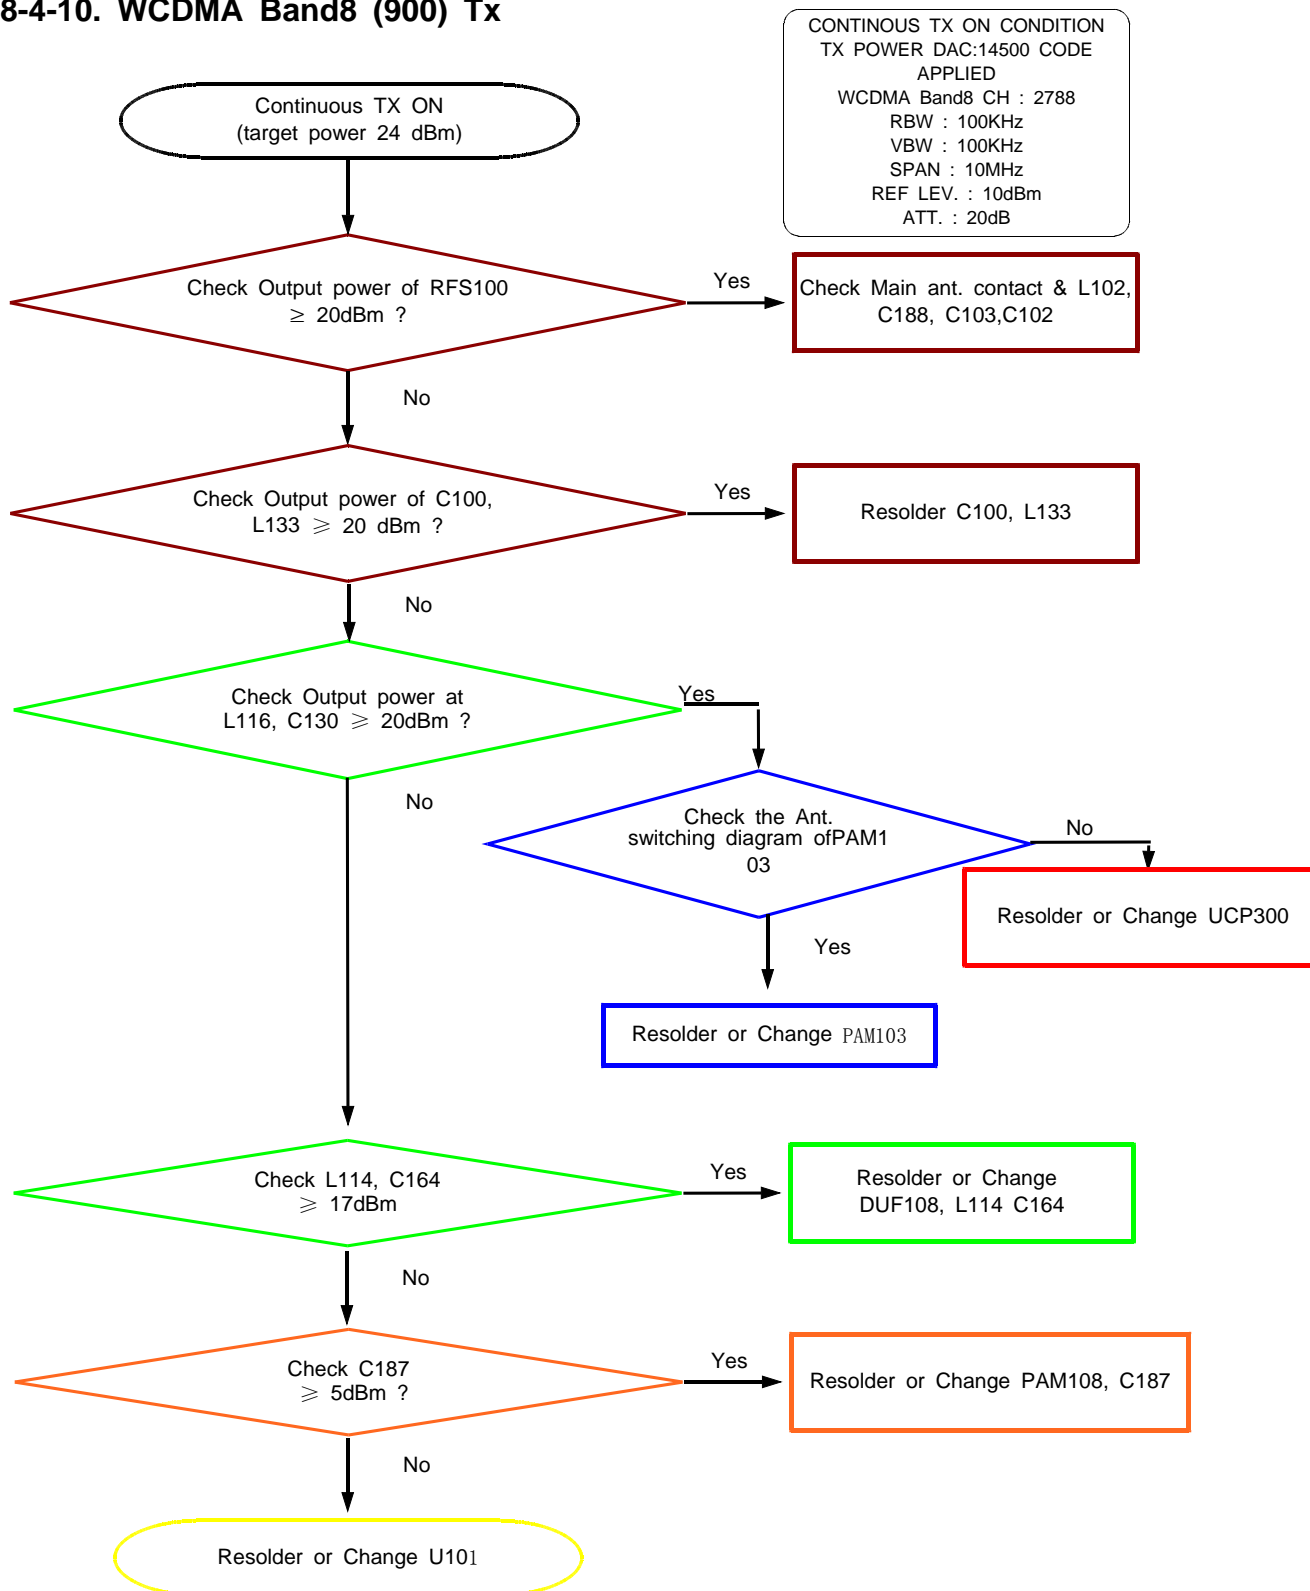 8-4-10. WCDMA Band8 (900) Tx
CONTINOUS TX ON CONDITION
TX POWER DAC:14500 CODE
APPLIED
WCDMA Band8 CH : 2788
RBW : 100KHz
VBW : 100KHz
SPAN : 10MHz
REF LEV. : 10dBm
ATT. : 20dB
Continuous TX ON
(target power 24 dBm)
Check Output power of RFS100
≥ 20dBm ?
Yes
Check Main ant. contact & L102,
C188, C103,C102
No
Check Output power of C100,
L133 ≥ 20 dBm ?
Yes
Resolder C100, L133
No
Check Output power at
L116, C130 ≥ 20dBm ?
Yes
No
Check the Ant.
switching diagram ofPAM1
03
No
Resolder or Change UCP300
Yes
Resolder or Change PAM103
Check L114, C164
≥ 17dBm
Yes
Resolder or Change
DUF108, L114 C164
No
Check C187
≥ 5dBm ?
Yes
Resolder or Change PAM108, C187
No
Resolder or Change U101